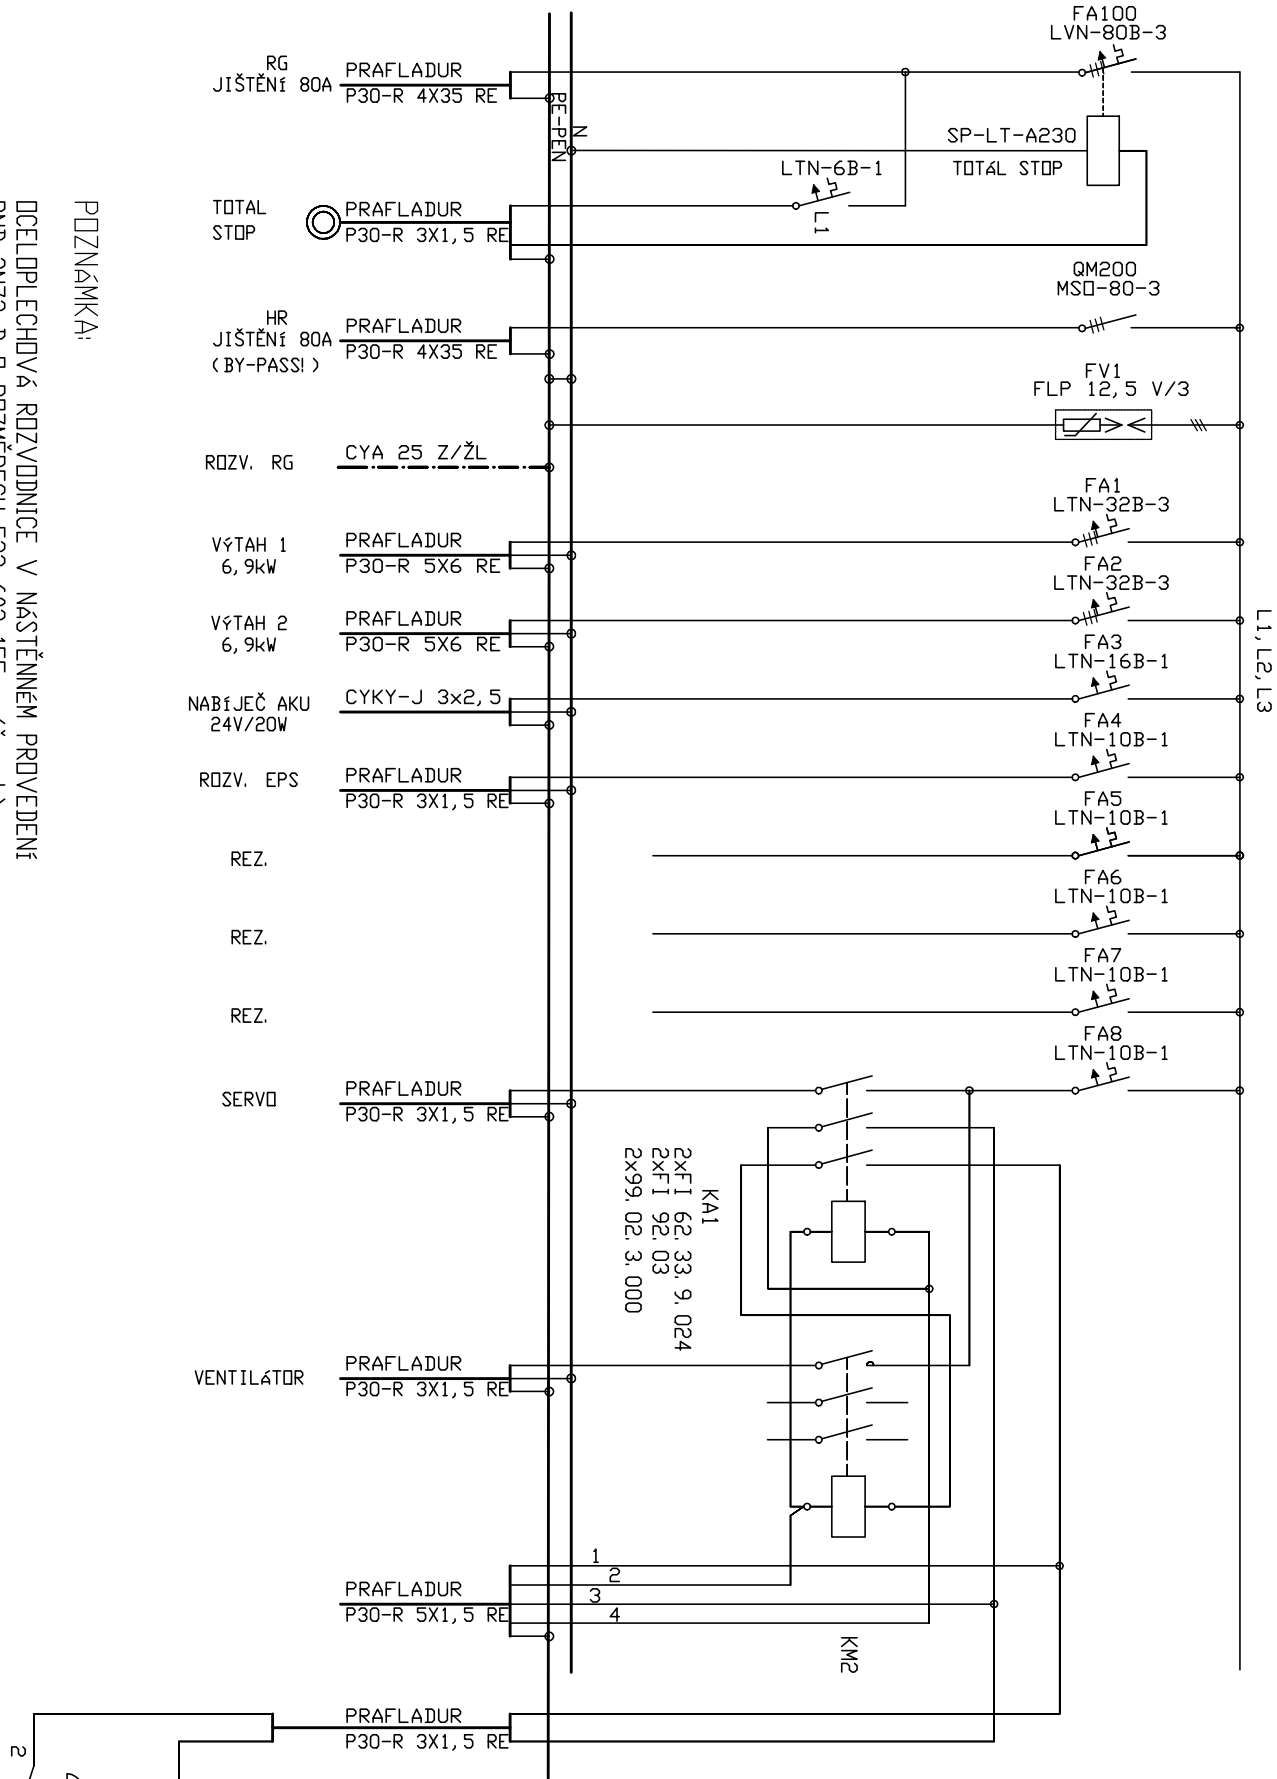 FA100
LVN-80B-3
RG
JIŠTĚNÍ 80A
PRAFLADUR
P30-R 4X35 RE
PE-PEN
N
SP-LT-A230
TOTÁL STOP
LTN-6B-1
L1
TOTAL
STOP
PRAFLADUR
P30-R 3X1,5 RE
QM200
MSO-80-3
HR
JIŠTĚNÍ 80A
(BY-PASS!)
PRAFLADUR
P30-R 4X35 RE
FV1
FLP 12,5 V/3
ROZV. RG
CYA 25 Z/ŽL
FA1
LTN-32B-3
VÝTAH 1
6,9kW
PRAFLADUR
P30-R 5X6 RE
FA2
LTN-32B-3
VÝTAH 2
6,9kW
PRAFLADUR
P30-R 5X6 RE
L1,L2,L3
FA3
LTN-16B-1
NABÍJEČ AKU
24V/20W
CYKY-J 3x2,5
FA4
LTN-10B-1
ROZV. EPS
PRAFLADUR
P30-R 3X1,5 RE
FA5
LTN-10B-1
REZ.
FA6
LTN-10B-1
REZ.
FA7
LTN-10B-1
REZ.
FA8
LTN-10B-1
SERVO
PRAFLADUR
P30-R 3X1,5 RE
KA1
2xFI 62.33.9.024
2xFI 92.03
2x99.02.3.000
VENTILÁTOR
PRAFLADUR
P30-R 3X1,5 RE
1
2
3
4
PRAFLADUR
P30-R 5X1,5 RE
KM2
PRAFLADUR
P30-R 3X1,5 RE
2
POZNÁMKA:
OCELOPLECHOVÁ ROZVODNICE V NÁSTĚNNÉM PROVEDENÍ